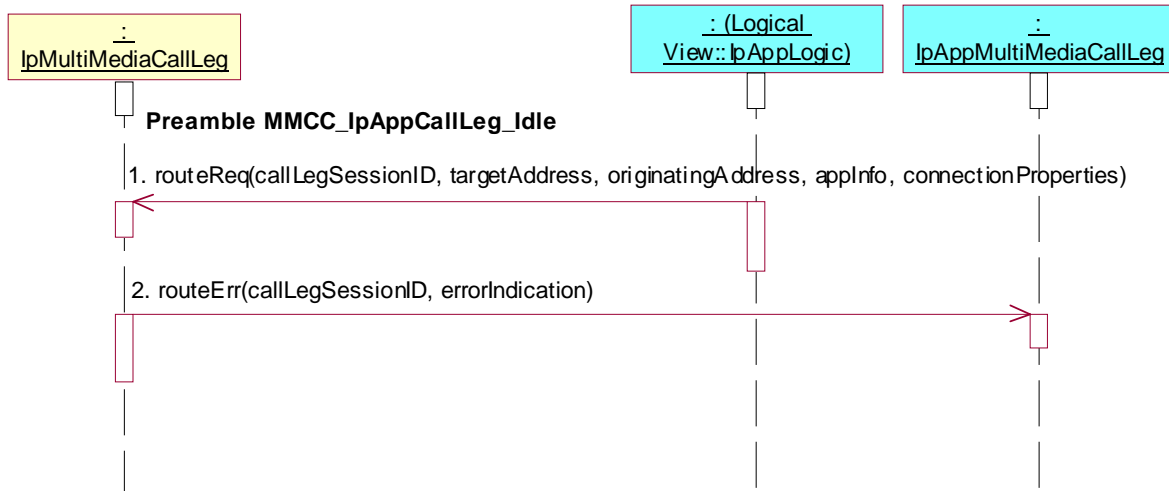 :
IpMultiMediaCallLeg
: (Logical
View::IpAppLogic)
:
IpAppMultiMediaCallLeg
Preamble MMCC_IpAppCallLeg_Idle
1. routeReq(callLegSessionID, targetAddress, originatingAddress, appInfo, connectionProperties)
2. routeErr(callLegSessionID, errorIndication)